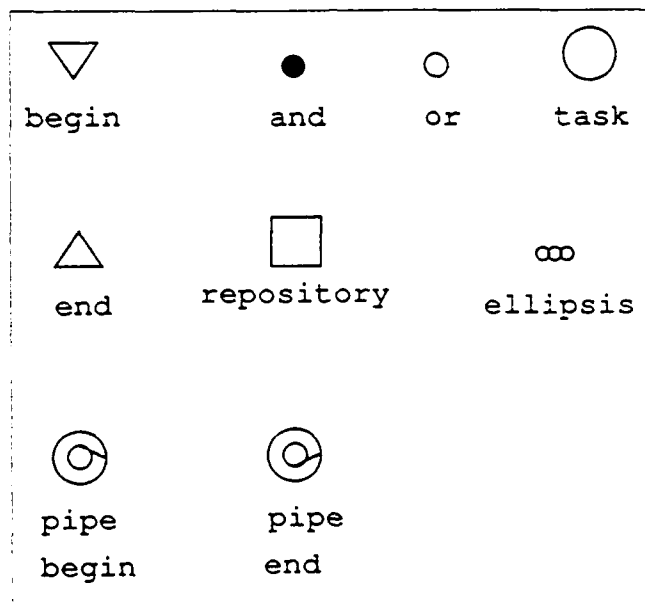 begin and or task
end repository ellipsis
pipe pipe
begin end